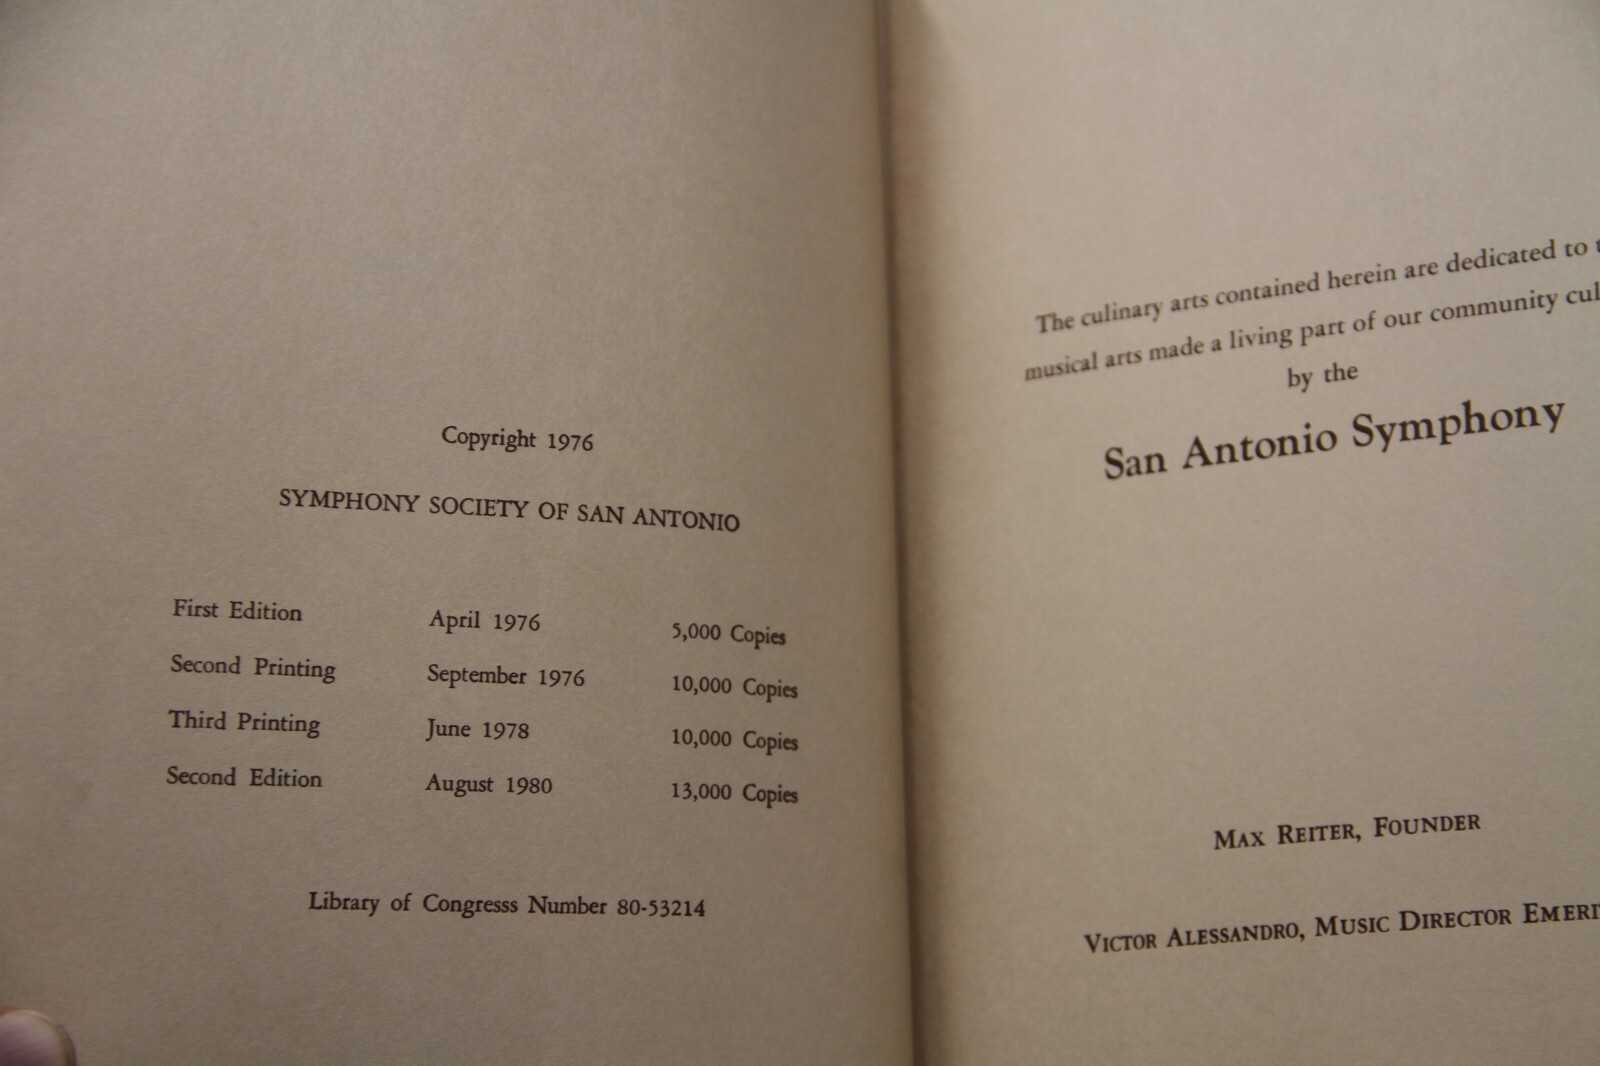 Copyright 1976
SYMPHONY SOCIETY OF SAN ANTONIO
First Edition April 1976 5,000 Copies
Second Printing September 1976 10,000 Copies
Third Printing June 1978 10,000 Copies
Second Edition August 1980 13,000 Copies
Library of Congresss Number 80-53214
The culinary arts contained herein are dedicated to
musical arts made a living part of our community
by the
San Antonio Symphony
MAX REITER, FOUNDER
VICTOR ALESSANDRO, MUSIC DIRECTOR